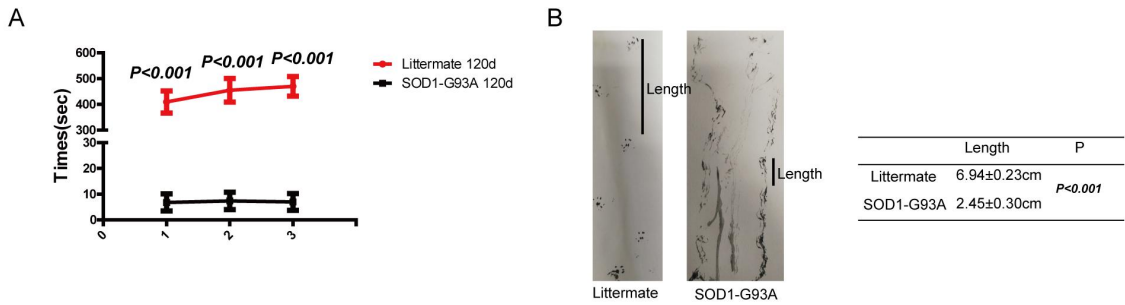 A
600
500
400
300
30
20
10
0
Times(sec)
P<0.001
P<0.001
P<0.001
0
1
2
3
Littermate 120d
SOD1-G93A 120d
B
Length
Length
Littermate
SOD1-G93A
Length P
Littermate 6.94±0.23cm
P<0.001
SOD1-G93A 2.45±0.30cm